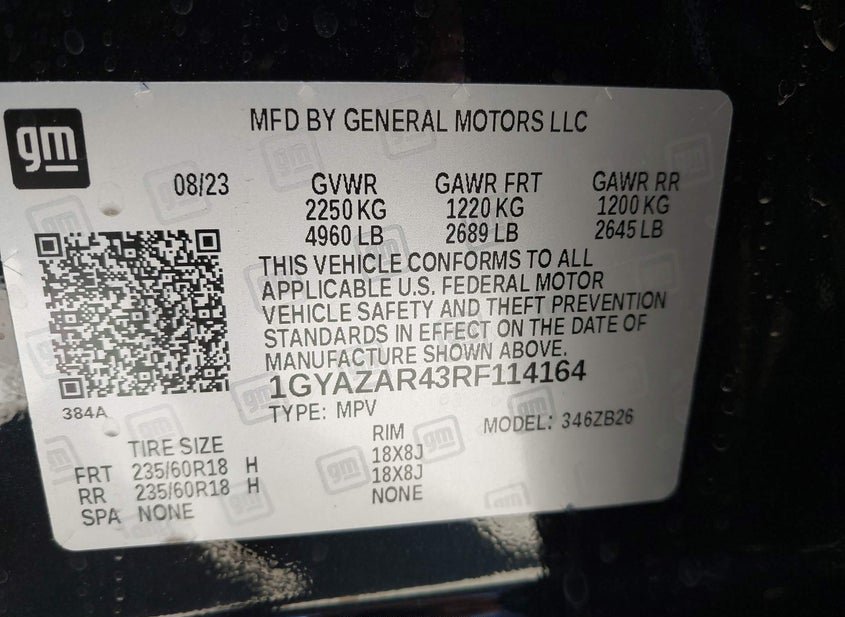 gm
MFD BY GENERAL MOTORS LLC
08/23 GVWR GAWR FRT GAWR RR
2250 KG 1220 KG 1200 KG
4960 LB 2689 LB 2645 LB
THIS VEHICLE CONFORMS TO ALL
APPLICABLE U.S. FEDERAL MOTOR
VEHICLE SAFETY AND THEFT PREVENTION
STANDARDS IN EFFECT ON THE DATE OF
MANUFACTURE SHOWN ABOVE.
1GYAZAR43RF114164
384A
TYPE: MPV MODEL: 346ZB26
TIRE SIZE RIM
FRT 235/60R18 H 18X8J
RR 235/60R18 H 18X8J
SPA NONE NONE